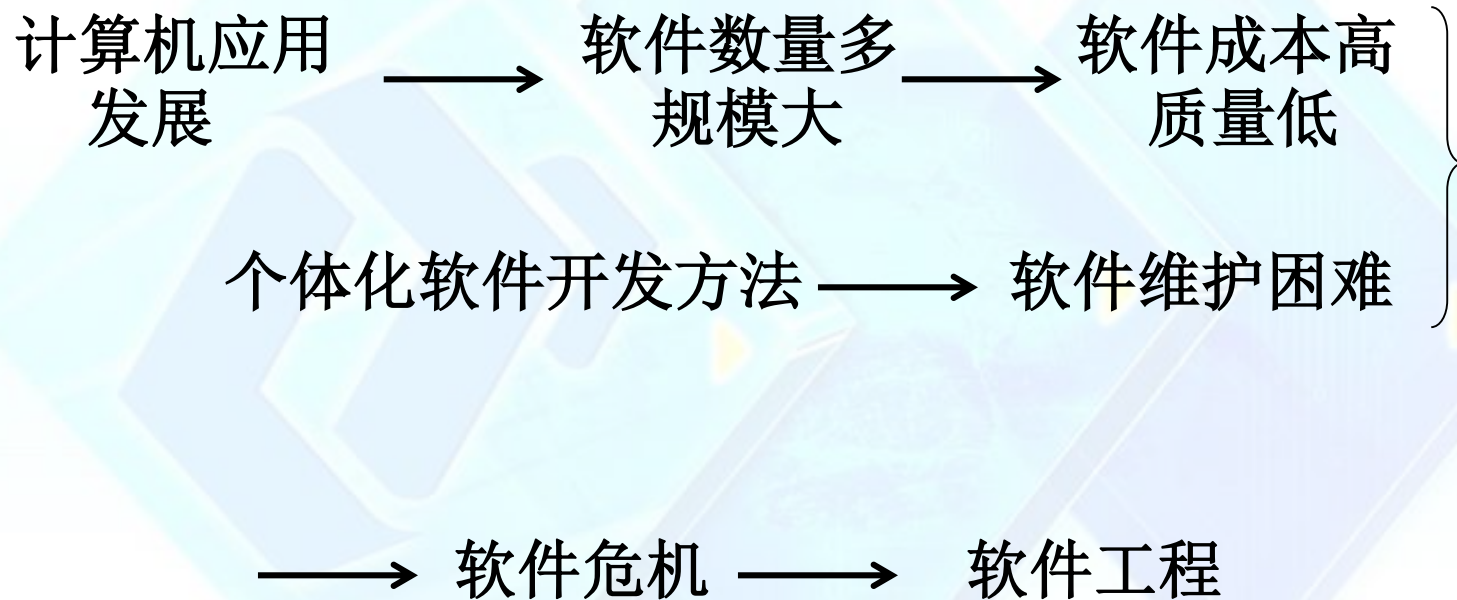 计算机应用
发展
软件数量多
规模大
软件成本高
质量低
个体化软件开发方法
软件维护困难
软件危机
软件工程